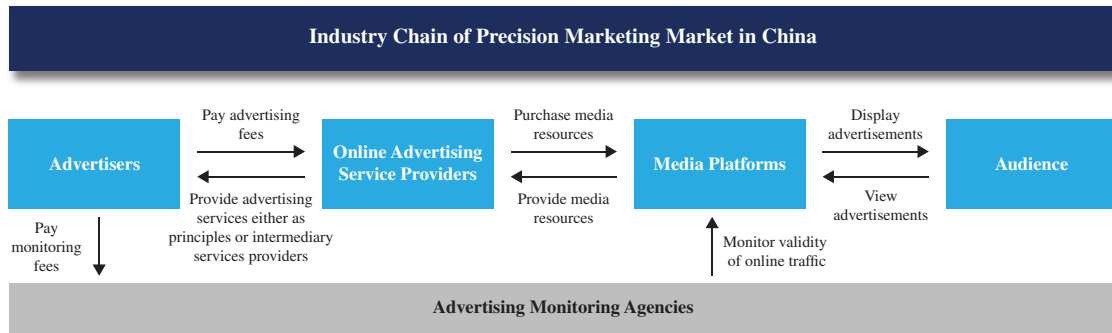 Industry Chain of Precision Marketing Market in China
Pay advertising
fees
Purchase media
resources
Display
advertisements
Advertisers
Online Advertising
Service Providers
Media Platforms
Audience
Provide advertising
services either as
principles or intermediary
services providers
Provide media
resources
View
advertisements
Pay
monitoring
fees
Monitor validity
of online traffic
Advertising Monitoring Agencies